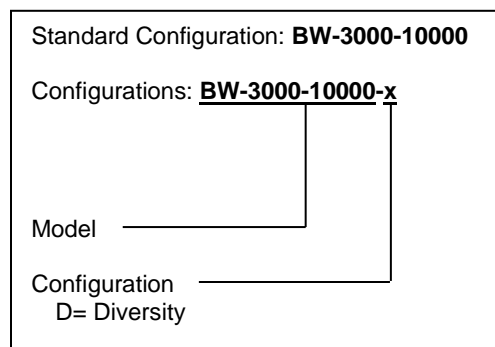 Standard Configuration: BW-3000-10000
Configurations: BW-3000-10000-x
Model
Configuration
D= Diversity